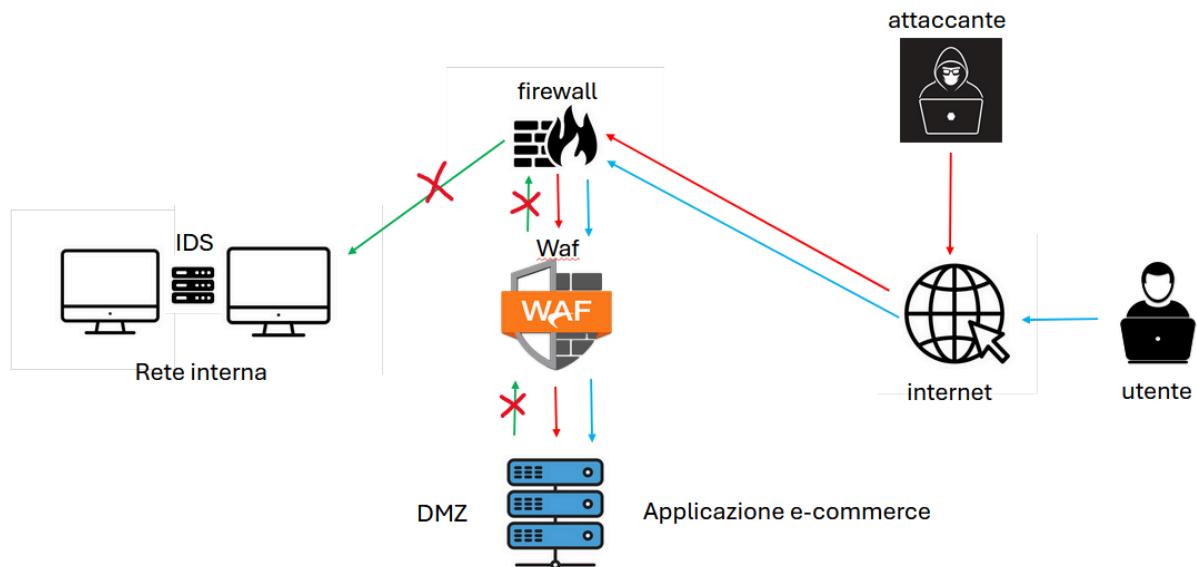 attaccante
firewall
IDS
Waf
WAF
Rete interna
internet
utente
DMZ
Applicazione e-commerce